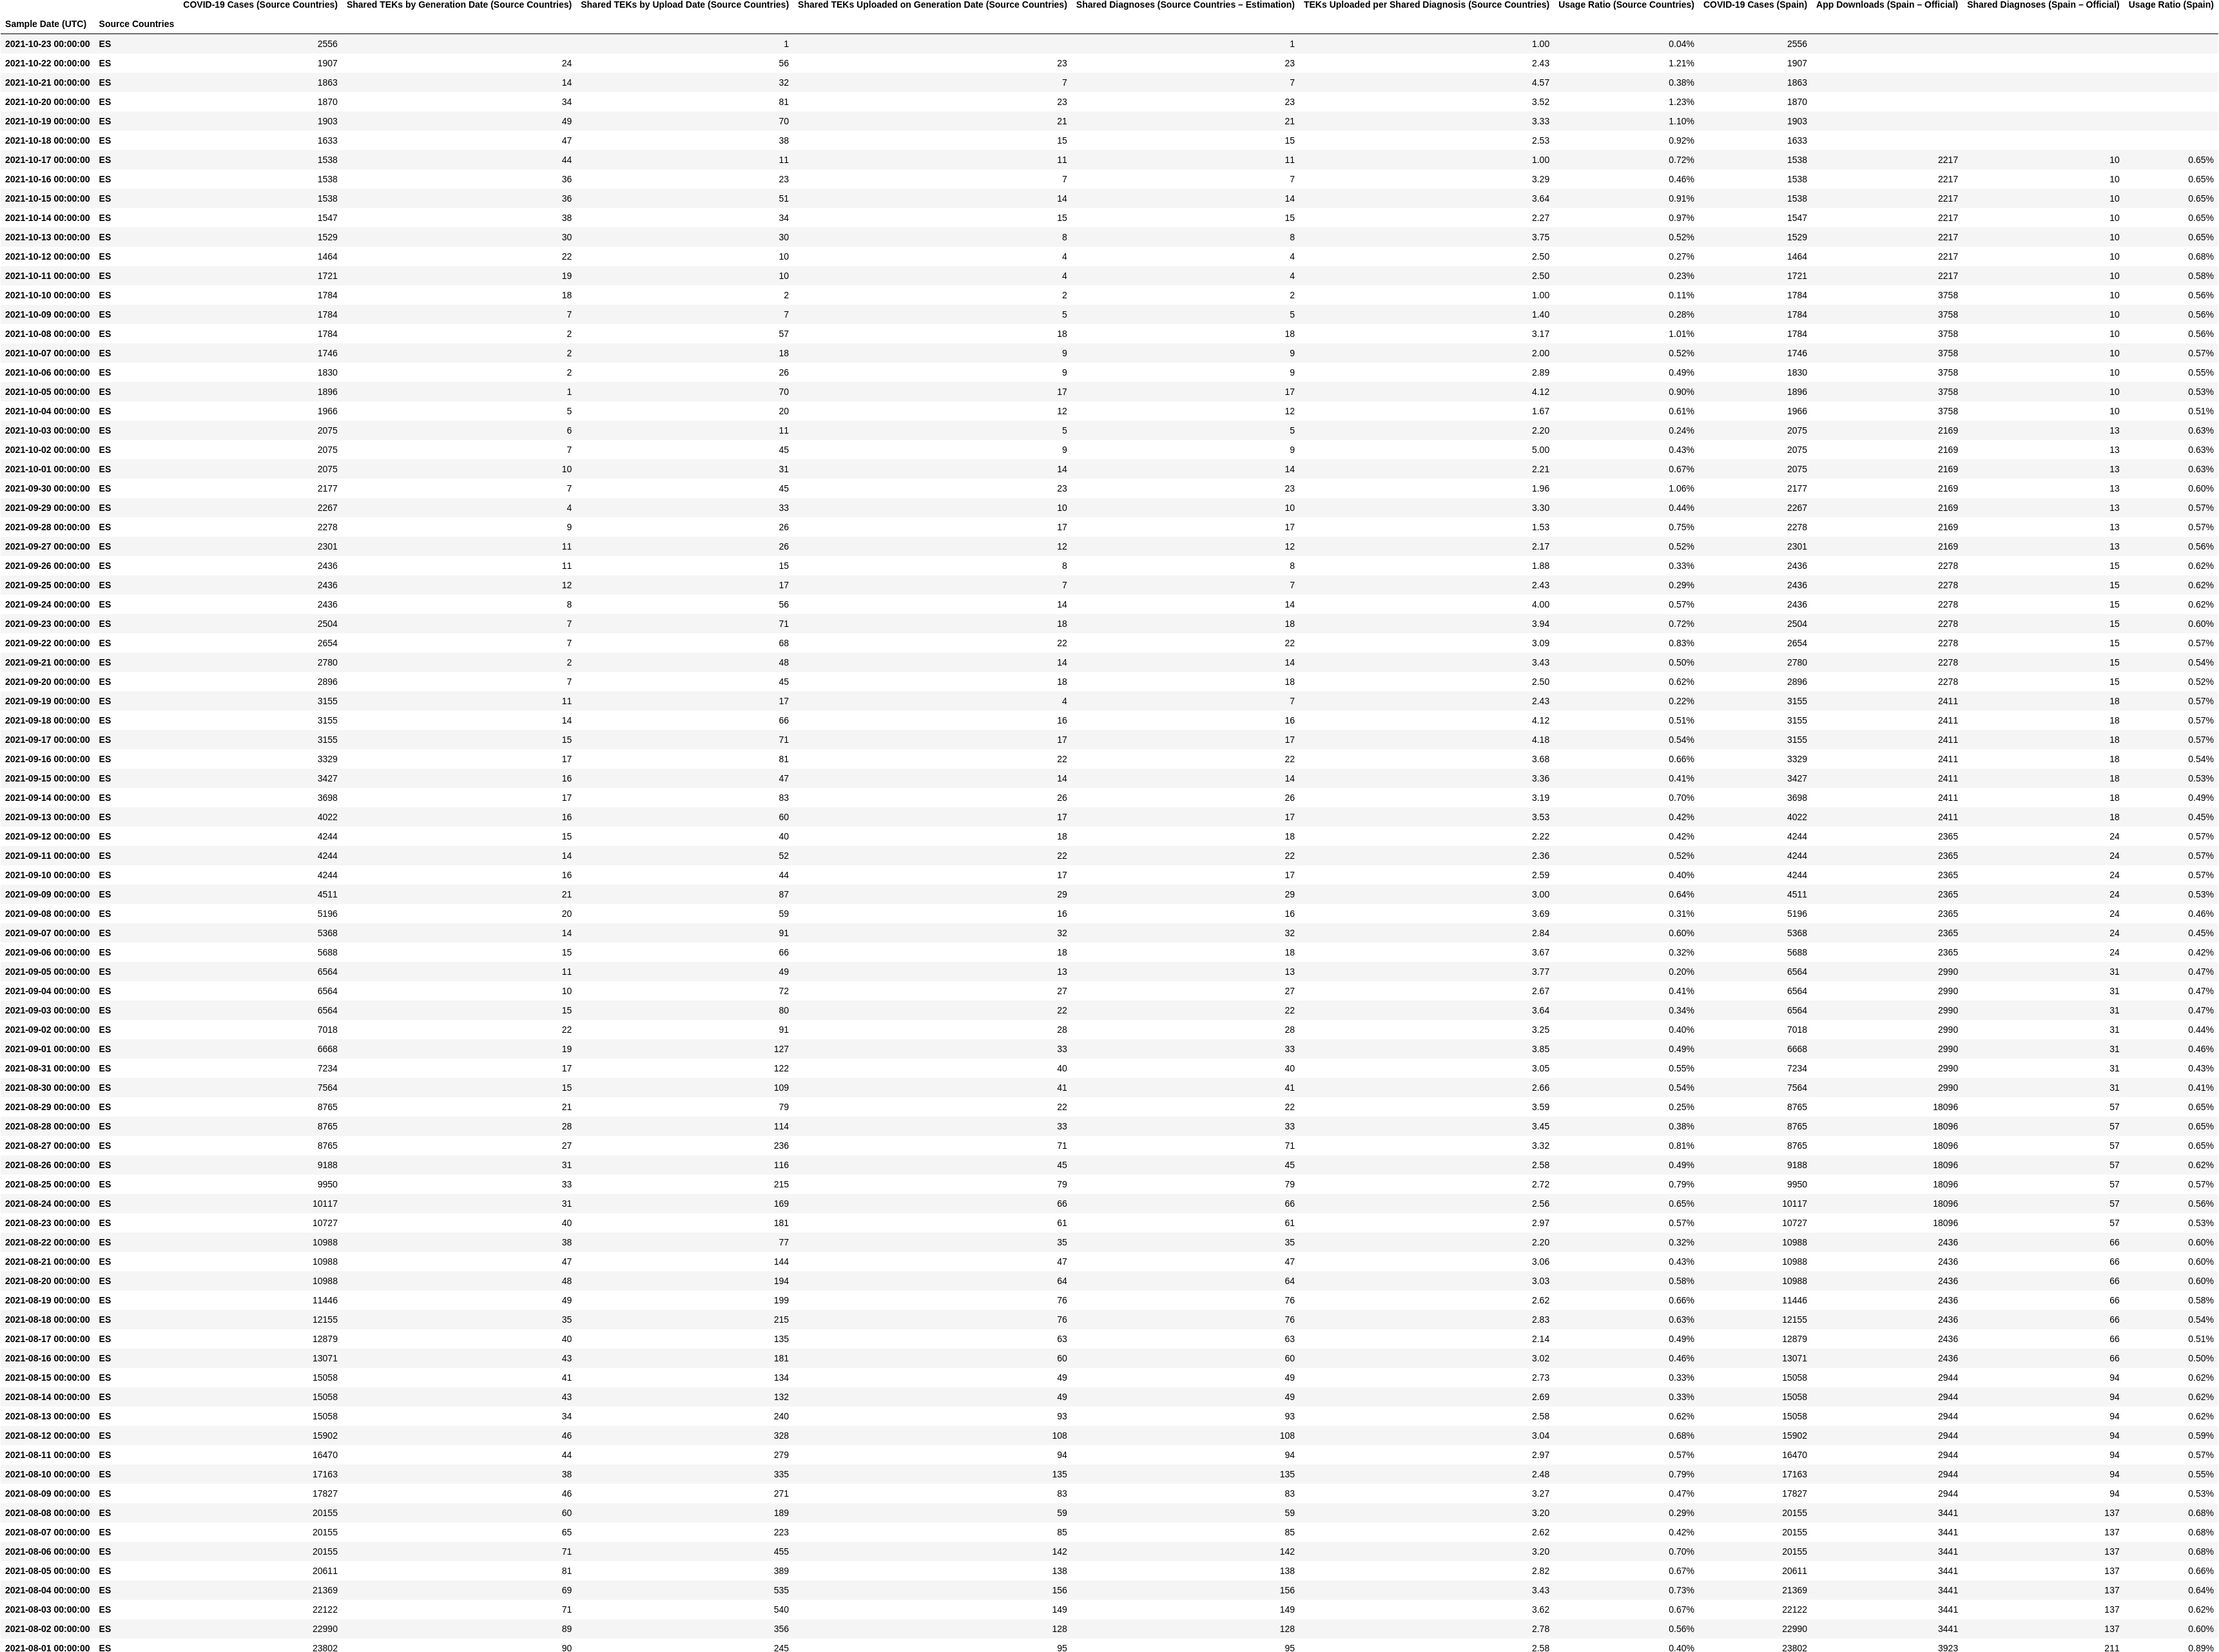 COVID-19 Cases (Source Countries) Shared TEKs by Generation Date (Source Countries) Shared TEKs by Upload Date (Source Countries) Shared TEKs Uploaded on Generation Date (Source Countries) Shared Diagnoses (Source Countries – Estimation) TEKs Uploaded per Shared Diagnosis (Source Countries) Usage Ratio (Source Countries) COVID-19 Cases (Spain) App Downloads (Spain – Official) Shared Diagnoses (Spain – Official) Usage Ratio (Spain)
Sample Date (UTC) Source Countries
2021-10-23 00:00:00 ES 2556 1 1 1.00 0.04% 2556
2021-10-22 00:00:00 ES 1907 24 56 23 23 2.43 1.21% 1907
2021-10-21 00:00:00 ES 1863 14 32 7 7 4.57 0.38% 1863
2021-10-20 00:00:00 ES 1870 34 81 23 23 3.52 1.23% 1870
2021-10-19 00:00:00 ES 1903 49 70 21 21 3.33 1.10% 1903
2021-10-18 00:00:00 ES 1633 47 38 15 15 2.53 0.92% 1633
2021-10-17 00:00:00 ES 1538 44 11 11 11 1.00 0.72% 1538 2217 10 0.65%
2021-10-16 00:00:00 ES 1538 36 23 7 7 3.29 0.46% 1538 2217 10 0.65%
2021-10-15 00:00:00 ES 1538 36 51 14 14 3.64 0.91% 1538 2217 10 0.65%
2021-10-14 00:00:00 ES 1547 38 34 15 15 2.27 0.97% 1547 2217 10 0.65%
2021-10-13 00:00:00 ES 1529 30 30 8 8 3.75 0.52% 1529 2217 10 0.65%
2021-10-12 00:00:00 ES 1464 22 10 4 4 2.50 0.27% 1464 2217 10 0.68%
2021-10-11 00:00:00 ES 1721 19 10 4 4 2.50 0.23% 1721 2217 10 0.58%
2021-10-10 00:00:00 ES 1784 18 2 2 2 1.00 0.11% 1784 3758 10 0.56%
2021-10-09 00:00:00 ES 1784 7 7 5 5 1.40 0.28% 1784 3758 10 0.56%
2021-10-08 00:00:00 ES 1784 2 57 18 18 3.17 1.01% 1784 3758 10 0.56%
2021-10-07 00:00:00 ES 1746 2 18 9 9 2.00 0.52% 1746 3758 10 0.57%
2021-10-06 00:00:00 ES 1830 2 26 9 9 2.89 0.49% 1830 3758 10 0.55%
2021-10-05 00:00:00 ES 1896 1 70 17 17 4.12 0.90% 1896 3758 10 0.53%
2021-10-04 00:00:00 ES 1966 5 20 12 12 1.67 0.61% 1966 3758 10 0.51%
2021-10-03 00:00:00 ES 2075 6 11 5 5 2.20 0.24% 2075 2169 13 0.63%
2021-10-02 00:00:00 ES 2075 7 45 9 9 5.00 0.43% 2075 2169 13 0.63%
2021-10-01 00:00:00 ES 2075 10 31 14 14 2.21 0.67% 2075 2169 13 0.63%
2021-09-30 00:00:00 ES 2177 7 45 23 23 1.96 1.06% 2177 2169 13 0.60%
2021-09-29 00:00:00 ES 2267 4 33 10 10 3.30 0.44% 2267 2169 13 0.57%
2021-09-28 00:00:00 ES 2278 9 26 17 17 1.53 0.75% 2278 2169 13 0.57%
2021-09-27 00:00:00 ES 2301 11 26 12 12 2.17 0.52% 2301 2169 13 0.56%
2021-09-26 00:00:00 ES 2436 11 15 8 8 1.88 0.33% 2436 2278 15 0.62%
2021-09-25 00:00:00 ES 2436 12 17 7 7 2.43 0.29% 2436 2278 15 0.62%
2021-09-24 00:00:00 ES 2436 8 56 14 14 4.00 0.57% 2436 2278 15 0.62%
2021-09-23 00:00:00 ES 2504 7 71 18 18 3.94 0.72% 2504 2278 15 0.60%
2021-09-22 00:00:00 ES 2654 7 68 22 22 3.09 0.83% 2654 2278 15 0.57%
2021-09-21 00:00:00 ES 2780 2 48 14 14 3.43 0.50% 2780 2278 15 0.54%
2021-09-20 00:00:00 ES 2896 7 45 18 18 2.50 0.62% 2896 2278 15 0.52%
2021-09-19 00:00:00 ES 3155 11 17 4 7 2.43 0.22% 3155 2411 18 0.57%
2021-09-18 00:00:00 ES 3155 14 66 16 16 4.12 0.51% 3155 2411 18 0.57%
2021-09-17 00:00:00 ES 3155 15 71 17 17 4.18 0.54% 3155 2411 18 0.57%
2021-09-16 00:00:00 ES 3329 17 81 22 22 3.68 0.66% 3329 2411 18 0.54%
2021-09-15 00:00:00 ES 3427 16 47 14 14 3.36 0.41% 3427 2411 18 0.53%
2021-09-14 00:00:00 ES 3698 17 83 26 26 3.19 0.70% 3698 2411 18 0.49%
2021-09-13 00:00:00 ES 4022 16 60 17 17 3.53 0.42% 4022 2411 18 0.45%
2021-09-12 00:00:00 ES 4244 15 40 18 18 2.22 0.42% 4244 2365 24 0.57%
2021-09-11 00:00:00 ES 4244 14 52 22 22 2.36 0.52% 4244 2365 24 0.57%
2021-09-10 00:00:00 ES 4244 16 44 17 17 2.59 0.40% 4244 2365 24 0.57%
2021-09-09 00:00:00 ES 4511 21 87 29 29 3.00 0.64% 4511 2365 24 0.53%
2021-09-08 00:00:00 ES 5196 20 59 16 16 3.69 0.31% 5196 2365 24 0.46%
2021-09-07 00:00:00 ES 5368 14 91 32 32 2.84 0.60% 5368 2365 24 0.45%
2021-09-06 00:00:00 ES 5688 15 66 18 18 3.67 0.32% 5688 2365 24 0.42%
2021-09-05 00:00:00 ES 6564 11 49 13 13 3.77 0.20% 6564 2990 31 0.47%
2021-09-04 00:00:00 ES 6564 10 72 27 27 2.67 0.41% 6564 2990 31 0.47%
2021-09-03 00:00:00 ES 6564 15 80 22 22 3.64 0.34% 6564 2990 31 0.47%
2021-09-02 00:00:00 ES 7018 22 91 28 28 3.25 0.40% 7018 2990 31 0.44%
2021-09-01 00:00:00 ES 6668 19 127 33 33 3.85 0.49% 6668 2990 31 0.46%
2021-08-31 00:00:00 ES 7234 17 122 40 40 3.05 0.55% 7234 2990 31 0.43%
2021-08-30 00:00:00 ES 7564 15 109 41 41 2.66 0.54% 7564 2990 31 0.41%
2021-08-29 00:00:00 ES 8765 21 79 22 22 3.59 0.25% 8765 18096 57 0.65%
2021-08-28 00:00:00 ES 8765 28 114 33 33 3.45 0.38% 8765 18096 57 0.65%
2021-08-27 00:00:00 ES 8765 27 236 71 71 3.32 0.81% 8765 18096 57 0.65%
2021-08-26 00:00:00 ES 9188 31 116 45 45 2.58 0.49% 9188 18096 57 0.62%
2021-08-25 00:00:00 ES 9950 33 215 79 79 2.72 0.79% 9950 18096 57 0.57%
2021-08-24 00:00:00 ES 10117 31 169 66 66 2.56 0.65% 10117 18096 57 0.56%
2021-08-23 00:00:00 ES 10727 40 181 61 61 2.97 0.57% 10727 18096 57 0.53%
2021-08-22 00:00:00 ES 10988 38 77 35 35 2.20 0.32% 10988 2436 66 0.60%
2021-08-21 00:00:00 ES 10988 47 144 47 47 3.06 0.43% 10988 2436 66 0.60%
2021-08-20 00:00:00 ES 10988 48 194 64 64 3.03 0.58% 10988 2436 66 0.60%
2021-08-19 00:00:00 ES 11446 49 199 76 76 2.62 0.66% 11446 2436 66 0.58%
2021-08-18 00:00:00 ES 12155 35 215 76 76 2.83 0.63% 12155 2436 66 0.54%
2021-08-17 00:00:00 ES 12879 40 135 63 63 2.14 0.49% 12879 2436 66 0.51%
2021-08-16 00:00:00 ES 13071 43 181 60 60 3.02 0.46% 13071 2436 66 0.50%
2021-08-15 00:00:00 ES 15058 41 134 49 49 2.73 0.33% 15058 2944 94 0.62%
2021-08-14 00:00:00 ES 15058 43 132 49 49 2.69 0.33% 15058 2944 94 0.62%
2021-08-13 00:00:00 ES 15058 34 240 93 93 2.58 0.62% 15058 2944 94 0.62%
2021-08-12 00:00:00 ES 15902 46 328 108 108 3.04 0.68% 15902 2944 94 0.59%
2021-08-11 00:00:00 ES 16470 44 279 94 94 2.97 0.57% 16470 2944 94 0.57%
2021-08-10 00:00:00 ES 17163 38 335 135 135 2.48 0.79% 17163 2944 94 0.55%
2021-08-09 00:00:00 ES 17827 46 271 83 83 3.27 0.47% 17827 2944 94 0.53%
2021-08-08 00:00:00 ES 20155 60 189 59 59 3.20 0.29% 20155 3441 137 0.68%
2021-08-07 00:00:00 ES 20155 65 223 85 85 2.62 0.42% 20155 3441 137 0.68%
2021-08-06 00:00:00 ES 20155 71 455 142 142 3.20 0.70% 20155 3441 137 0.68%
2021-08-05 00:00:00 ES 20611 81 389 138 138 2.82 0.67% 20611 3441 137 0.66%
2021-08-04 00:00:00 ES 21369 69 535 156 156 3.43 0.73% 21369 3441 137 0.64%
2021-08-03 00:00:00 ES 22122 71 540 149 149 3.62 0.67% 22122 3441 137 0.62%
2021-08-02 00:00:00 ES 22990 89 356 128 128 2.78 0.56% 22990 3441 137 0.60%
2021-08-01 00:00:00 ES 23802 90 245 95 95 2.58 0.40% 23802 3923 211 0.89%